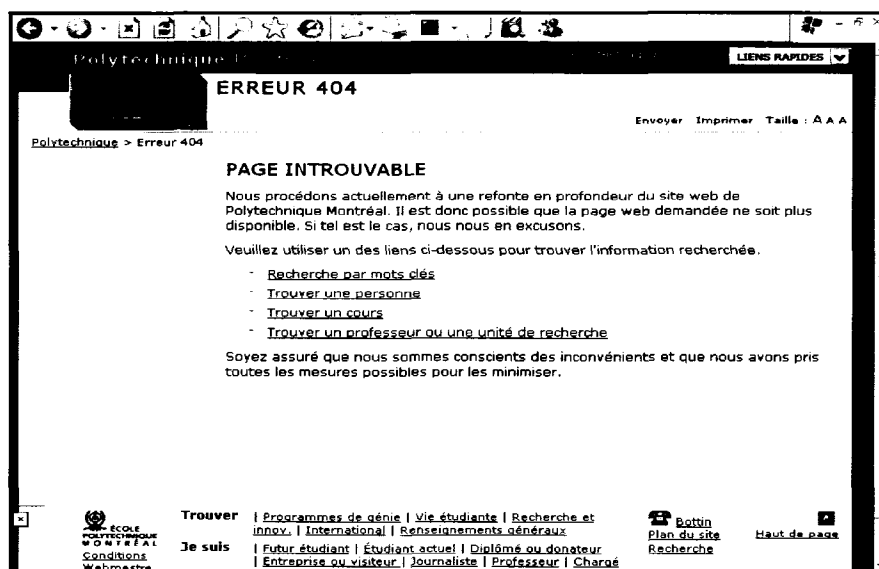 Polytechnique
LIENS RAPIDES
ERREUR 404
Envoyer Imprimer Taille : A A A
Polytechnique > Erreur 404
PAGE INTROUVABLE
Nous procédons actuellement à une refonte en profondeur du site web de
Polytechnique Montréal. Il est donc possible que la page web demandée ne soit plus
disponible. Si tel est le cas, nous nous en excusons.
Veuillez utiliser un des liens ci-dessous pour trouver l'information recherchée.
- Recherche par mots clés
- Trouver une personne
- Trouver un cours
- Trouver un professeur ou une unité de recherche
Soyez assuré que nous sommes conscients des inconvénients et que nous avons pris
toutes les mesures possibles pour les minimiser.
ÉCOLE
POLYTECHNIQUE
MONTRÉAL
Conditions
Webmestre
Trouver | Programmes de génie | Vie étudiante | Recherche et
innov. | International | Renseignements généraux
Je suis | Futur étudiant | Étudiant actuel | Diplômé ou donateur
| Entreprise ou visiteur | Journaliste | Professeur | Chargé
Bottin
Plan du site
Recherche
Haut de page